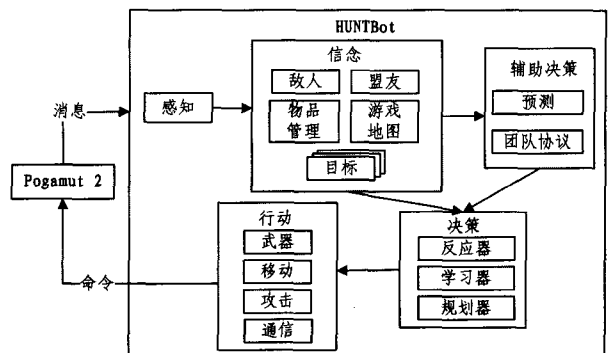 HUNTBot
信念
敌人
盟友
物品
管理
游戏
地图
目标
辅助决策
预测
团队协议
感知
消息
Pogamut 2
命令
行动
武器
移动
攻击
通信
决策
反应器
学习器
规划器